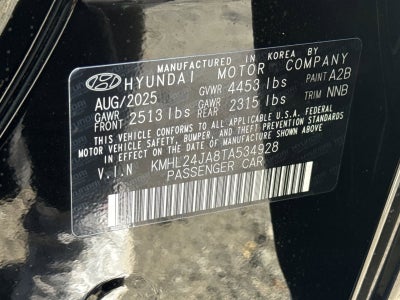 MANUFACTURED IN KOREA BY
HYUNDAI MOTOR COMPANY
AUG/2025 GVWR 4453 lbs PAINT A2B
GAWR FRONT 2513 lbs GAWR REAR 2315 lbs TRIM NNB
THIS VEHICLE CONFORMS TO ALL APPLICABLE U.S.A. FEDERAL
MOTOR VEHICLE SAFETY, BUMPER, AND THEFT PREVENTION STANDARDS
IN EFFECT ON THE DATE OF MANUFACTURE SHOWN ABOVE.
V.I.N KMHL24JA8TA534928
PASSENGER CAR